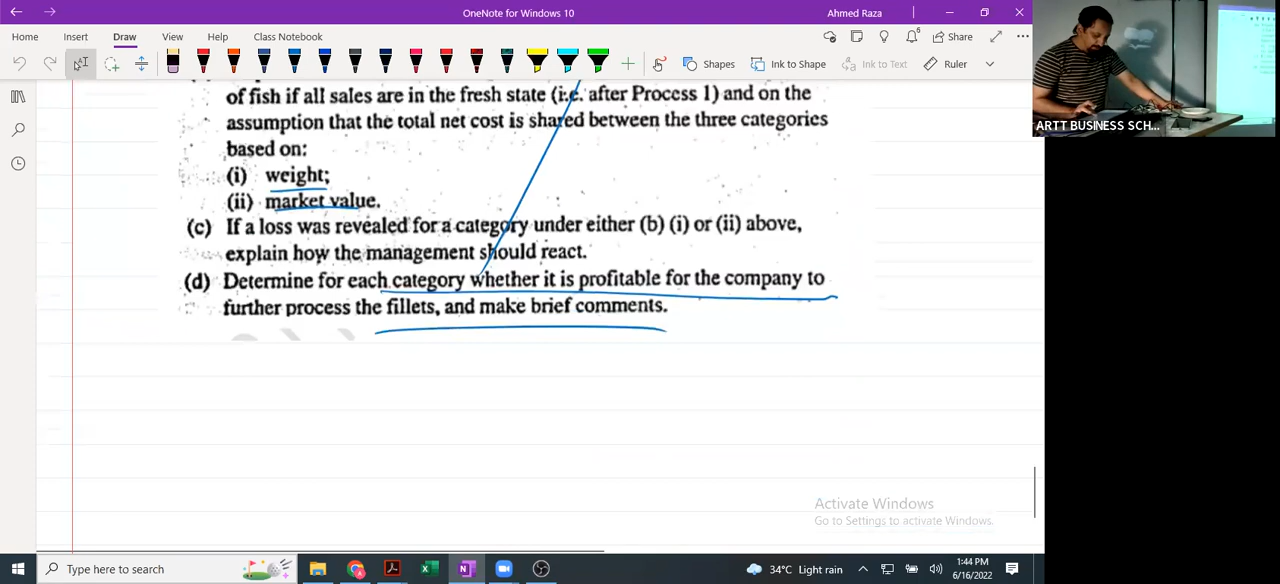 OneNote for Windows 10
Ahmed Raza
Home
Insert
Draw
View
Help
Class Notebook
Share
Shapes
Ink to Shape
Ink to Text
Ruler
of fish if all sales are in the fresh state (i.e. after Process 1) and on the
assumption that the total net cost is shared between the three categories
based on:
(i) weight;
(ii) market value.
(c) If a loss was revealed for a category under either (b) (i) or (ii) above,
explain how the management should react.
(d) Determine for each category whether it is profitable for the company to
further process the fillets, and make brief comments.
ARTT BUSINESS SCH...
Activate Windows
Go to Settings to activate Windows.
Type here to search
34°C Light rain
1:44 PM
6/16/2022